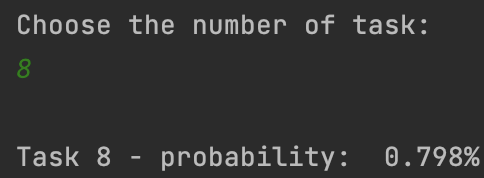 Choose the number of task:
8
Task 8 - probability:  0.798%